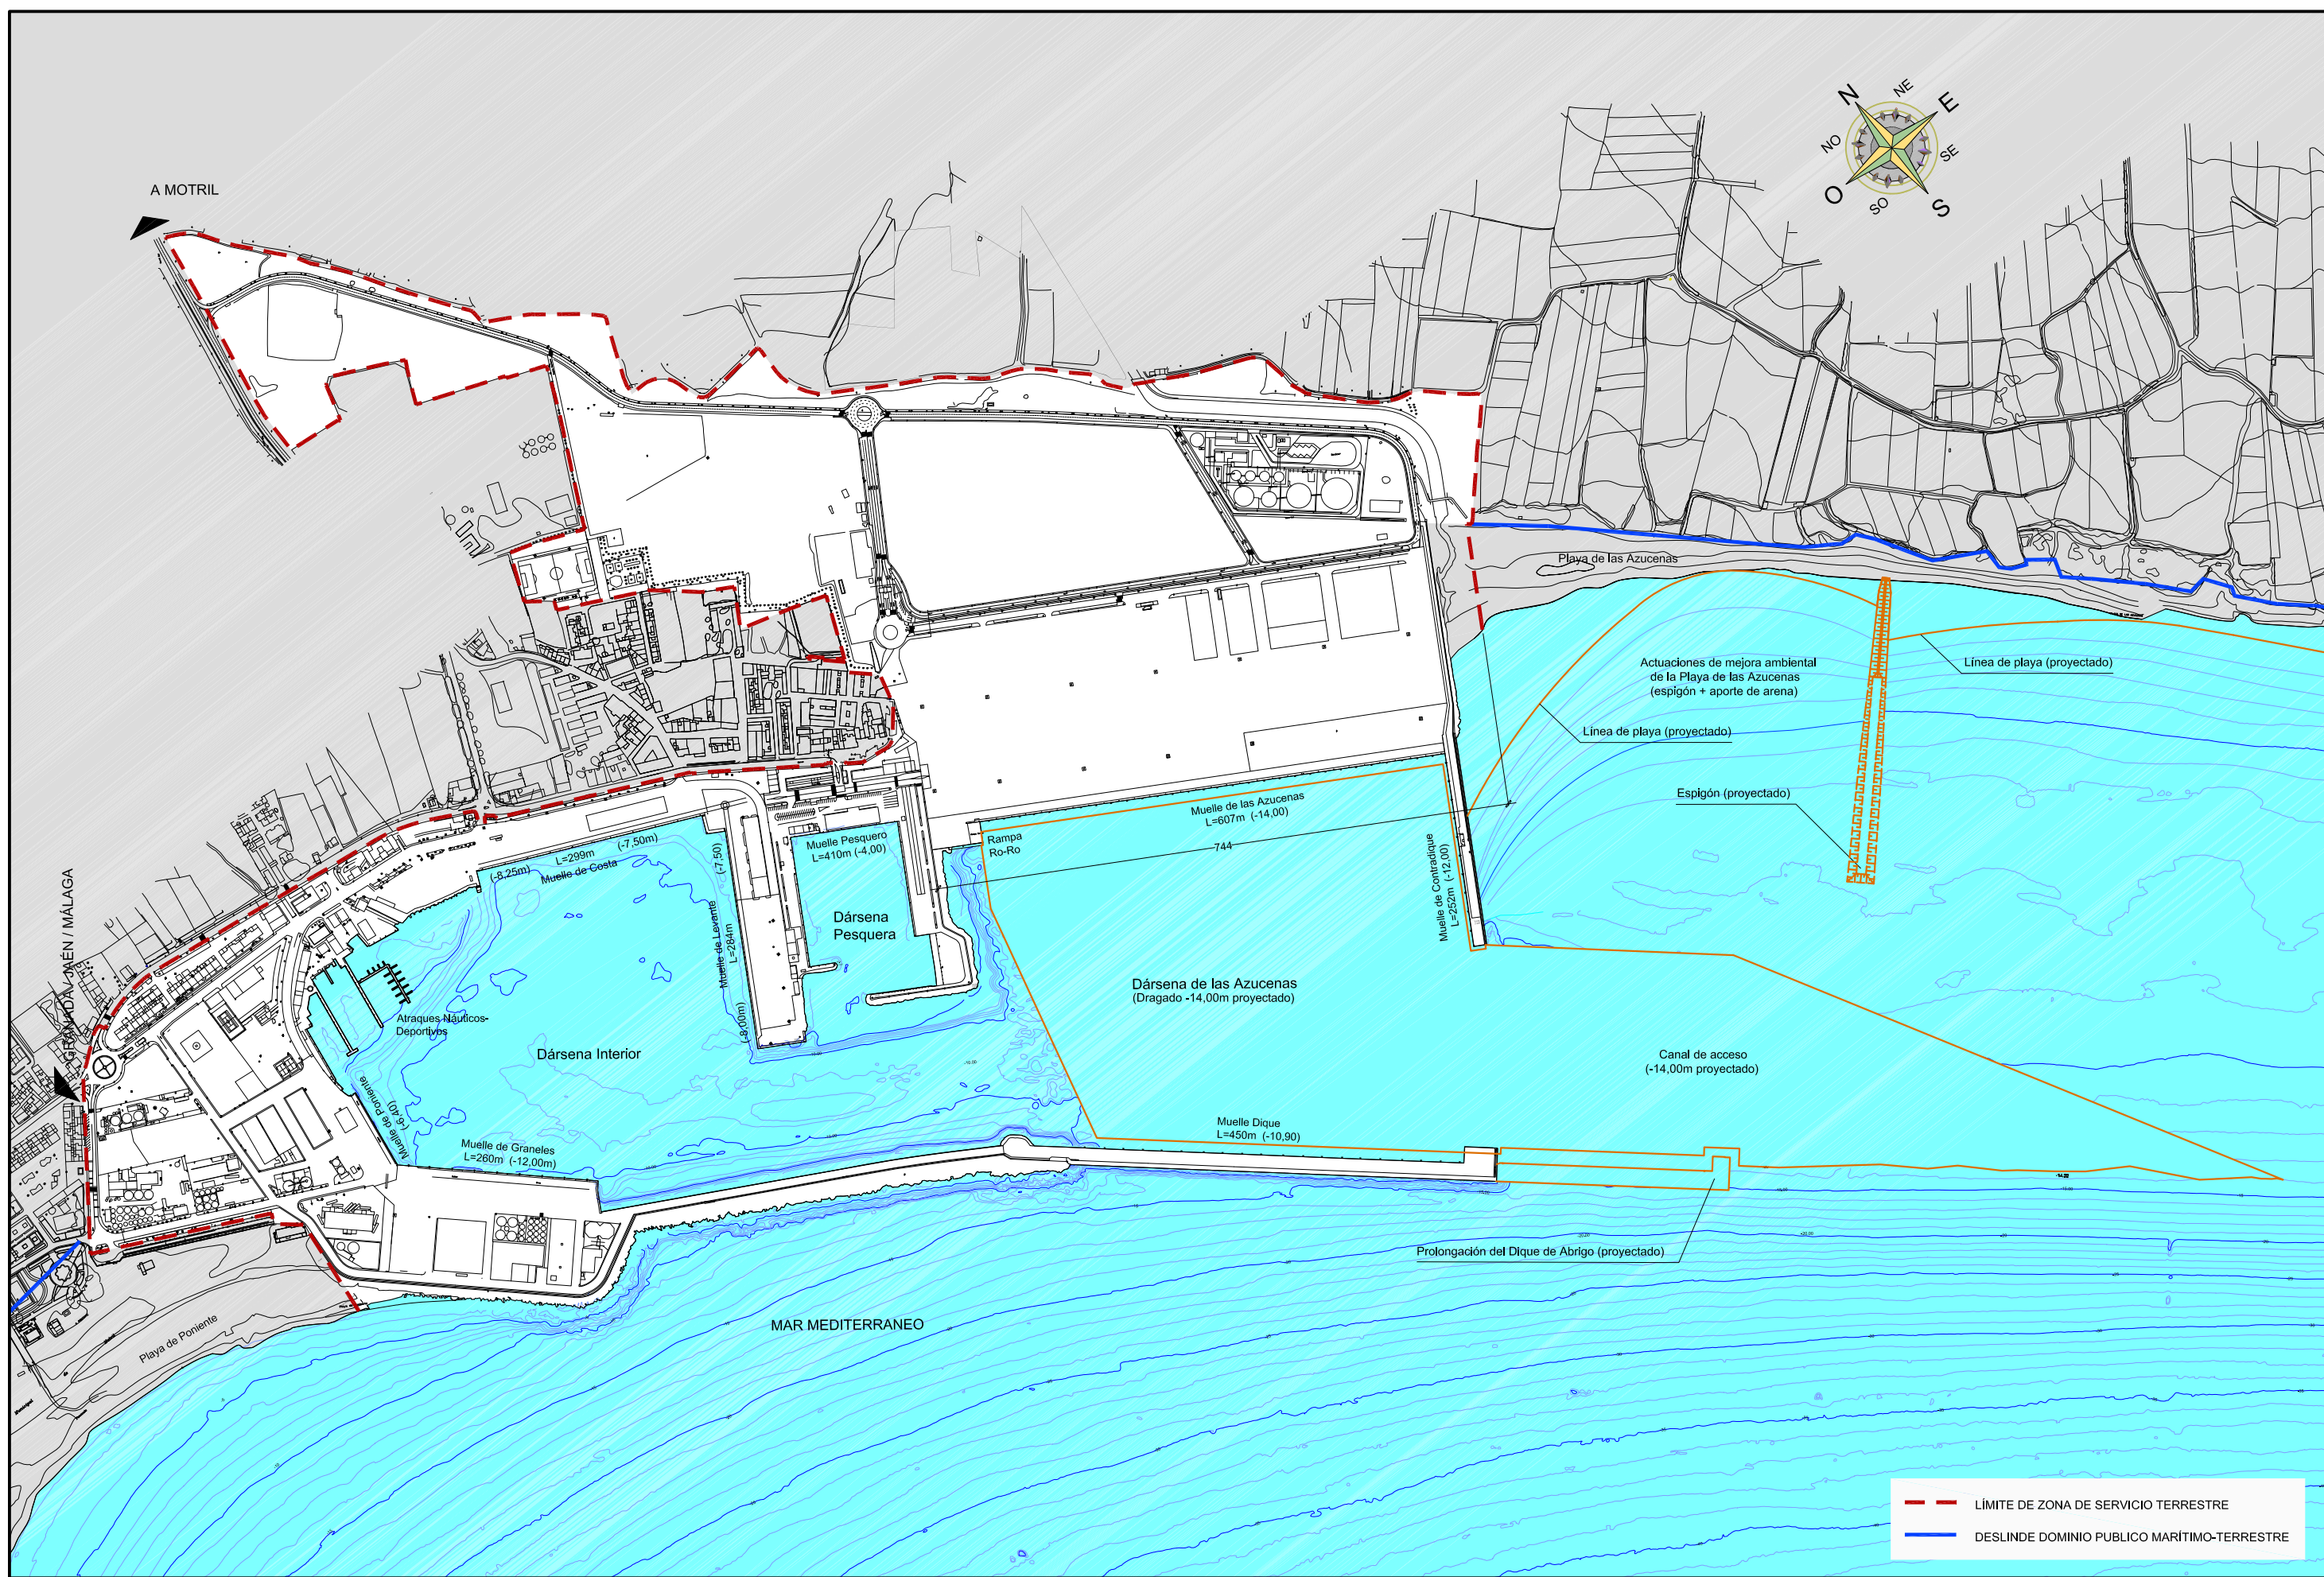 A MOTRIL
N
NE
E
NO
SE
O
SO
S
Playa de las Azucenas
Actuaciones de mejora ambiental
de la Playa de las Azucenas
(espigón + aporte de arena)
Línea de playa (proyectado)
Línea de playa (proyectado)
Espigón (proyectado)
Muelle de las Azucenas
L=607m (-14,00)
744
Rampa
Ro-Ro
Muelle de Contradique
L=252m (-12,00)
Muelle Pesquero
L=410m (-4,00)
Dársena
Pesquera
(-8,25m)
L=299m
(-7,50m)
Muelle de Costa
(-7,50)
Muelle de Levante
L=284m
(-8,00m)
GRANADA / JAÉN / MÁLAGA
Atraques Náuticos-
Deportivos
Dársena Interior
Dársena de las Azucenas
(Dragado -14,00m proyectado)
Canal de acceso
(-14,00m proyectado)
Muelle de Poniente
(-6,40)
Muelle de Graneles
L=260m (-12,00m)
Muelle Dique
L=450m (-10,90)
Prolongación del Dique de Abrigo (proyectado)
MAR MEDITERRANEO
Playa de Poniente
LÍMITE DE ZONA DE SERVICIO TERRESTRE
DESLINDE DOMINIO PUBLICO MARÍTIMO-TERRESTRE